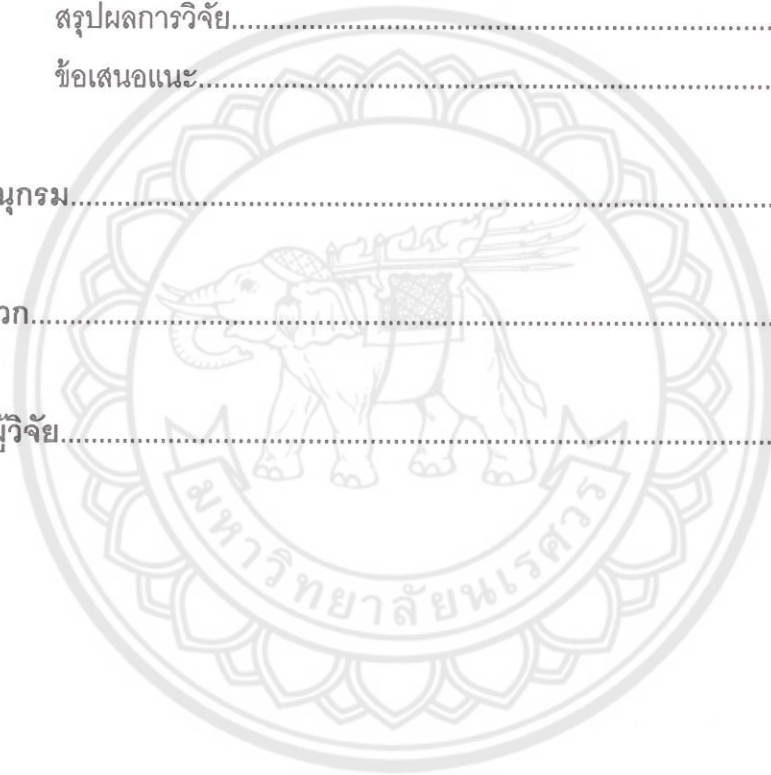 สรุปผลการวิจัย..........................................................................
ข้อเสนอแนะ..........................................................................
นุกรม..........................................................................
วก..........................................................................
ผู้วิจัย..........................................................................
มหาวิทยาลัยนเรศวร